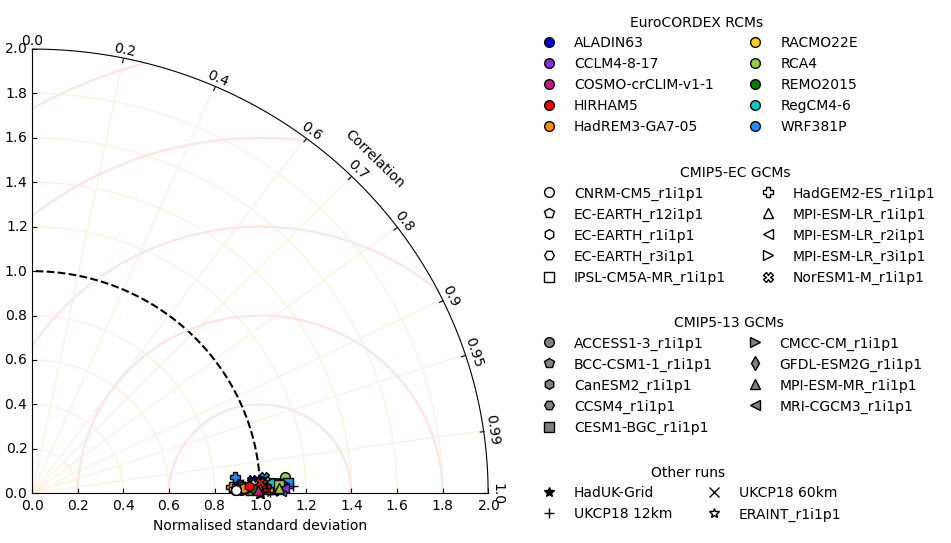 0.0
0.2
0.4
0.6
Correlation
0.7
0.8
0.9
0.95
0.99
1.0
2.0
1.8
1.6
1.4
1.2
1.0
0.8
0.6
0.4
0.2
0.0
0.0 0.2 0.4 0.6 0.8 1.0 1.2 1.4 1.6 1.8 2.0
Normalised standard deviation
EuroCORDEX RCMs
ALADIN63 RACMO22E
CCLM4-8-17 RCA4
COSMO-crCLIM-v1-1 REMO2015
HIRHAM5 RegCM4-6
HadREM3-GA7-05 WRF381P
CMIP5-EC GCMs
CNRM-CM5_r1i1p1 HadGEM2-ES_r1i1p1
EC-EARTH_r12i1p1 MPI-ESM-LR_r1i1p1
EC-EARTH_r1i1p1 MPI-ESM-LR_r2i1p1
EC-EARTH_r3i1p1 MPI-ESM-LR_r3i1p1
IPSL-CM5A-MR_r1i1p1 NorESM1-M_r1i1p1
CMIP5-13 GCMs
ACCESS1-3_r1i1p1 CMCC-CM_r1i1p1
BCC-CSM1-1_r1i1p1 GFDL-ESM2G_r1i1p1
CanESM2_r1i1p1 MPI-ESM-MR_r1i1p1
CCSM4_r1i1p1 MRI-CGCM3_r1i1p1
CESM1-BGC_r1i1p1
Other runs
HadUK-Grid UKCP18 60km
UKCP18 12km ERAINT_r1i1p1